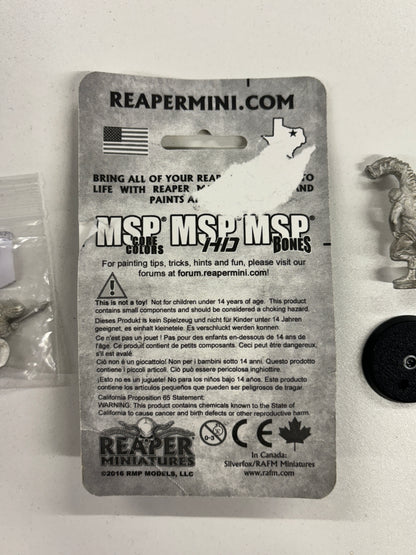 REAPERMINI.COM
BRING ALL OF YOUR REAP TO
LIFE WITH REAPER M AND
PAINTS A
MSP® MSP® MSP®
CORE COLORS HD BONES
For painting tips, tricks, hints and fun, please visit our
forums at forum.reapermini.com!
This is not a toy! Not for children under 14 years of age. This product
contains small components and should be considered a choking hazard.
Dieses Produkt is kein Spielzeug und nicht für Kinder unter 14 Jahren
geeignet, es einhalt kleinetele. Es verschluckt werden konnen.
Ce n'est pas un jouet ! Pas pour des enfants en-dessous de 14 ans de
l'âge. Ce produit contient de petits composants. Ceci peut être dangereux,
s'il est avalé.
Ciò non è un giocattolo!. Non per i bambini sotto 14 anni. Questo prodotto
contiene i piccoli articoli. Ciò può essere pericolosa inghiottire.
¡Esto no es un juguete! No para los niños bajo 14 años. Este producto
contiene los artículos pequeños que pueden ser peligrosos de tragar.
California Proposition 65 Statement:
WARNING: This product contains chemicals known to the State of
California to cause cancer and birth defects or other reproductive harm.
REAPER
MINIATURES
©2016 RMP MODELS, LLC
0-3
CE
In Canada:
Silverfox/RAFM Miniatures
www.rafm.com